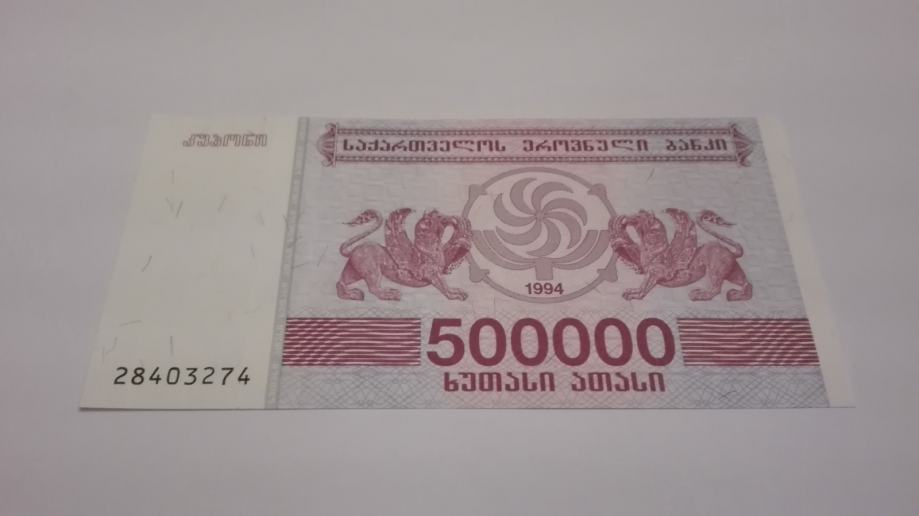 კუპონი
საქართველოს ეროვნული ბანკი
1994
500000
ხუთასი ათასი
28403274